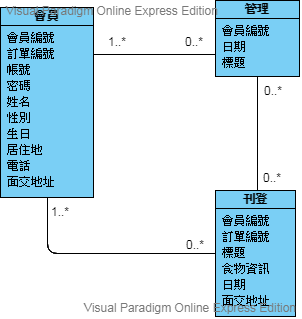 Visual Paradigm Online Express Edition
會員
會員編號
訂單編號
帳號
密碼
姓名
性別
生日
居住地
電話
面交地址
1..*
0..*
管理
會員編號
日期
標題
0..*
0..*
1..*
0..*
刊登
會員編號
訂單編號
標題
食物資訊
日期
面交地址
Visual Paradigm Online Express Edition